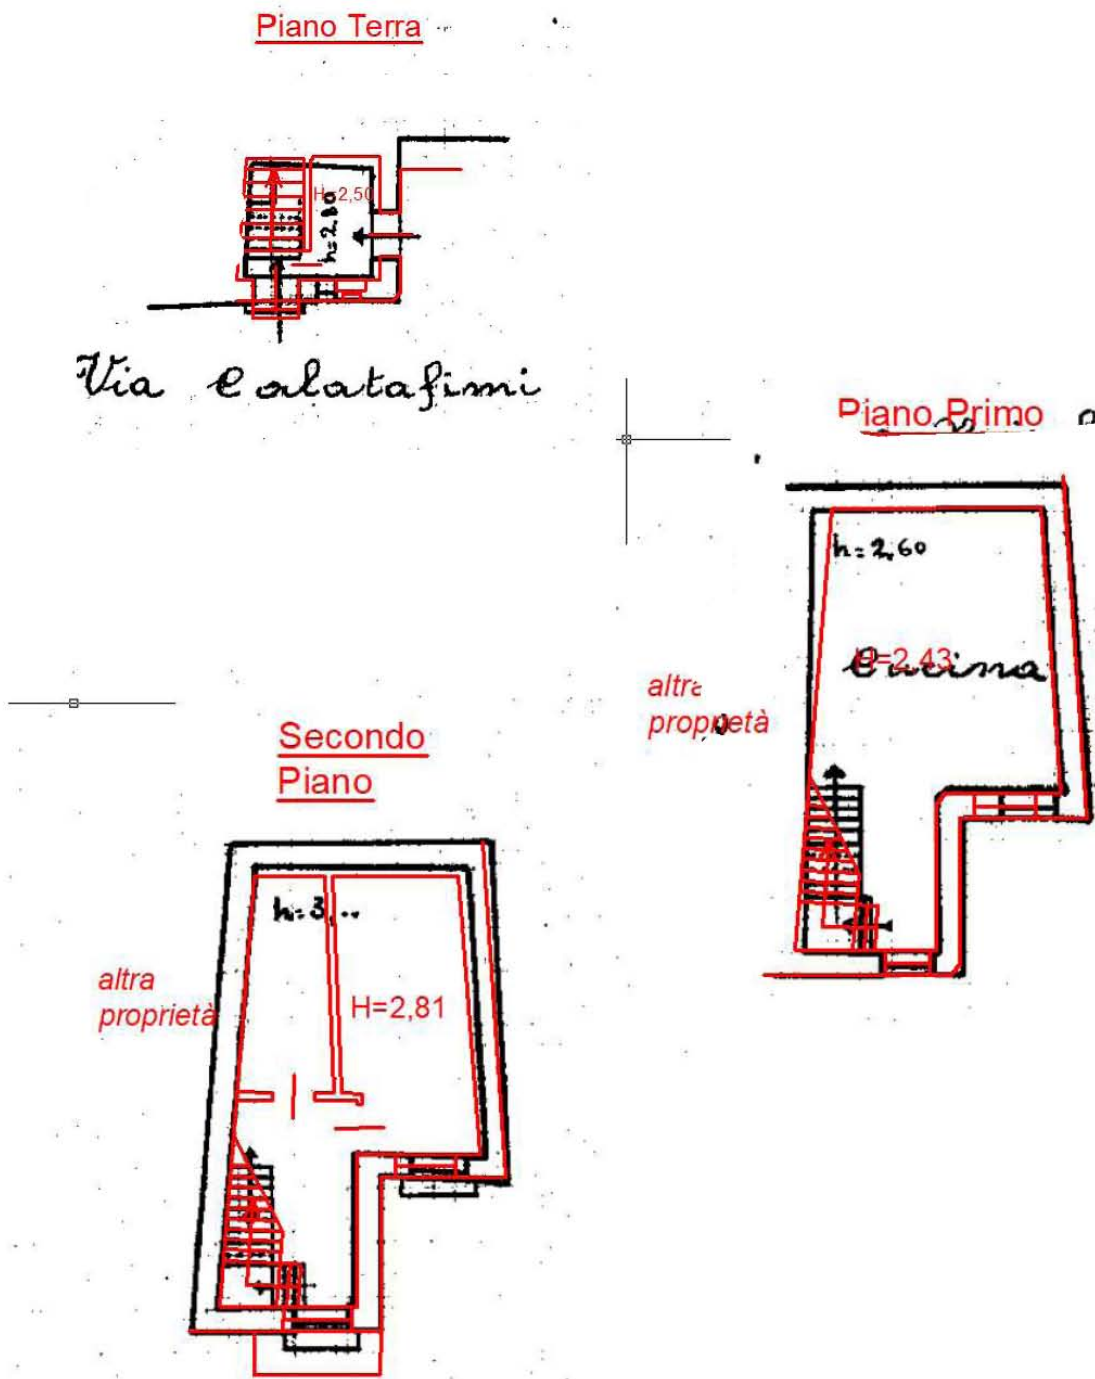 Piano Terra
H=2,50
h=2.80
Via Calatafimi
Piano Primo
h=2,60
H=2,43
Cucina
altra
proprietà
Secondo
Piano
h=3,..
altra
proprietà
H=2,81